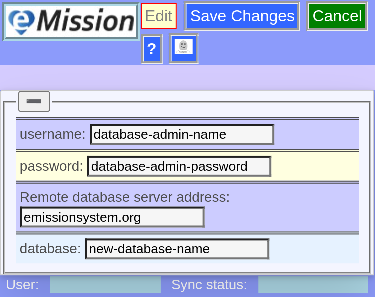 eMission Edit Save Changes Cancel
?
username: database-admin-name
password: database-admin-password
Remote database server address:
emissionsystem.org
database: new-database-name
User: Sync status: